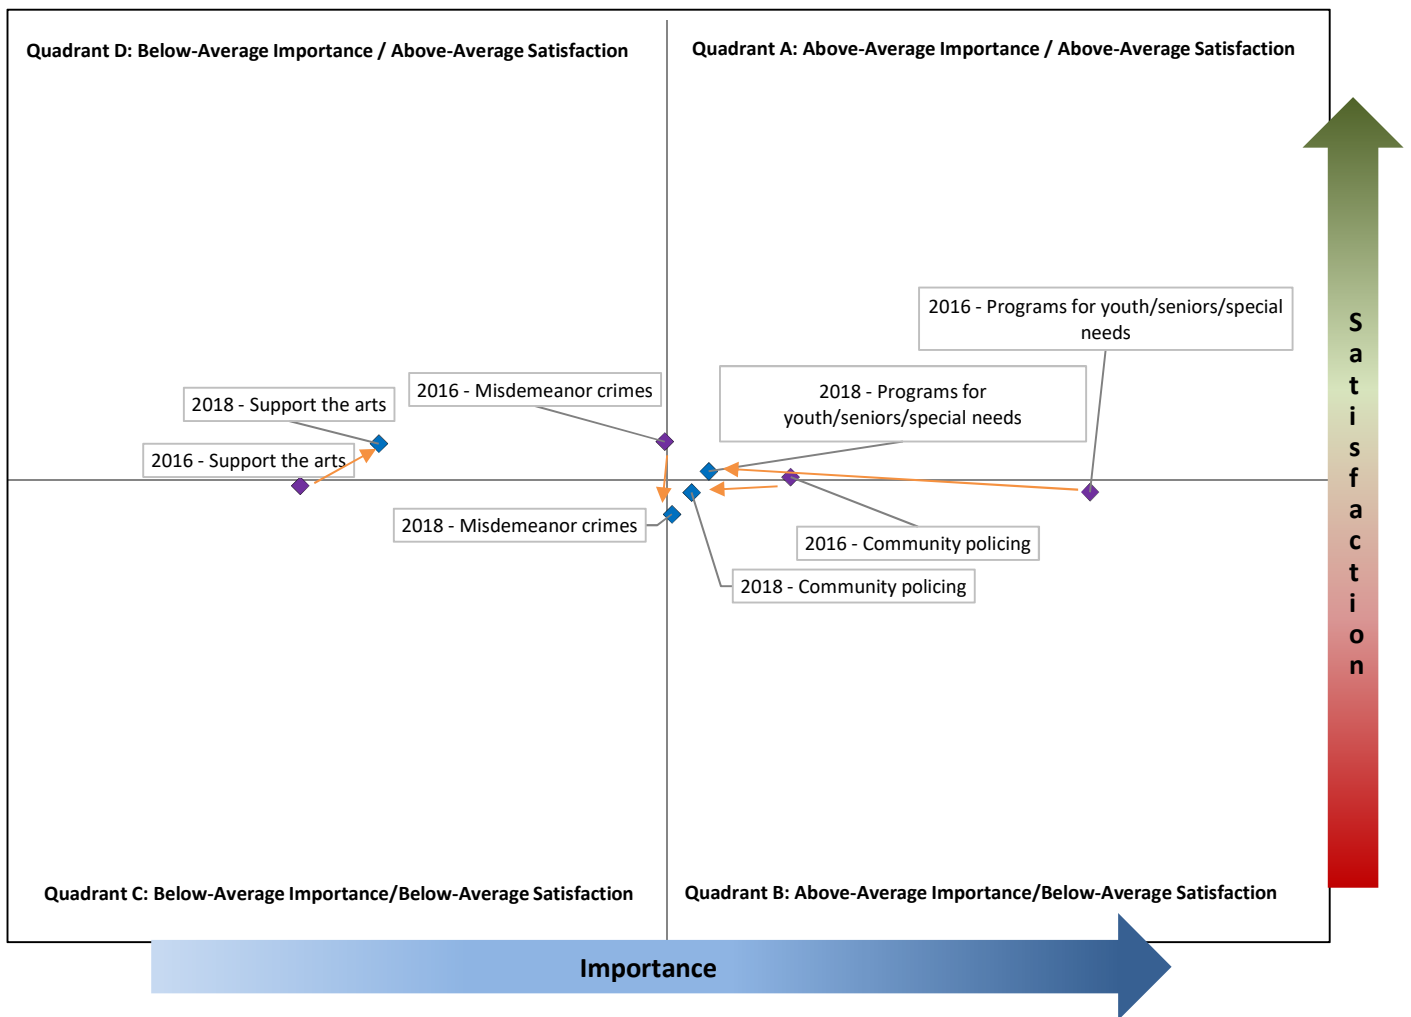 Quadrant D: Below-Average Importance / Above-Average Satisfaction
Quadrant A: Above-Average Importance / Above-Average Satisfaction
2016 - Programs for youth/seniors/special
needs
2016 - Misdemeanor crimes
2018 - Programs for
youth/seniors/special needs
2018 - Support the arts
2016 - Support the arts
2018 - Misdemeanor crimes
2016 - Community policing
2018 - Community policing
Satisfaction
Quadrant C: Below-Average Importance/Below-Average Satisfaction
Quadrant B: Above-Average Importance/Below-Average Satisfaction
Importance